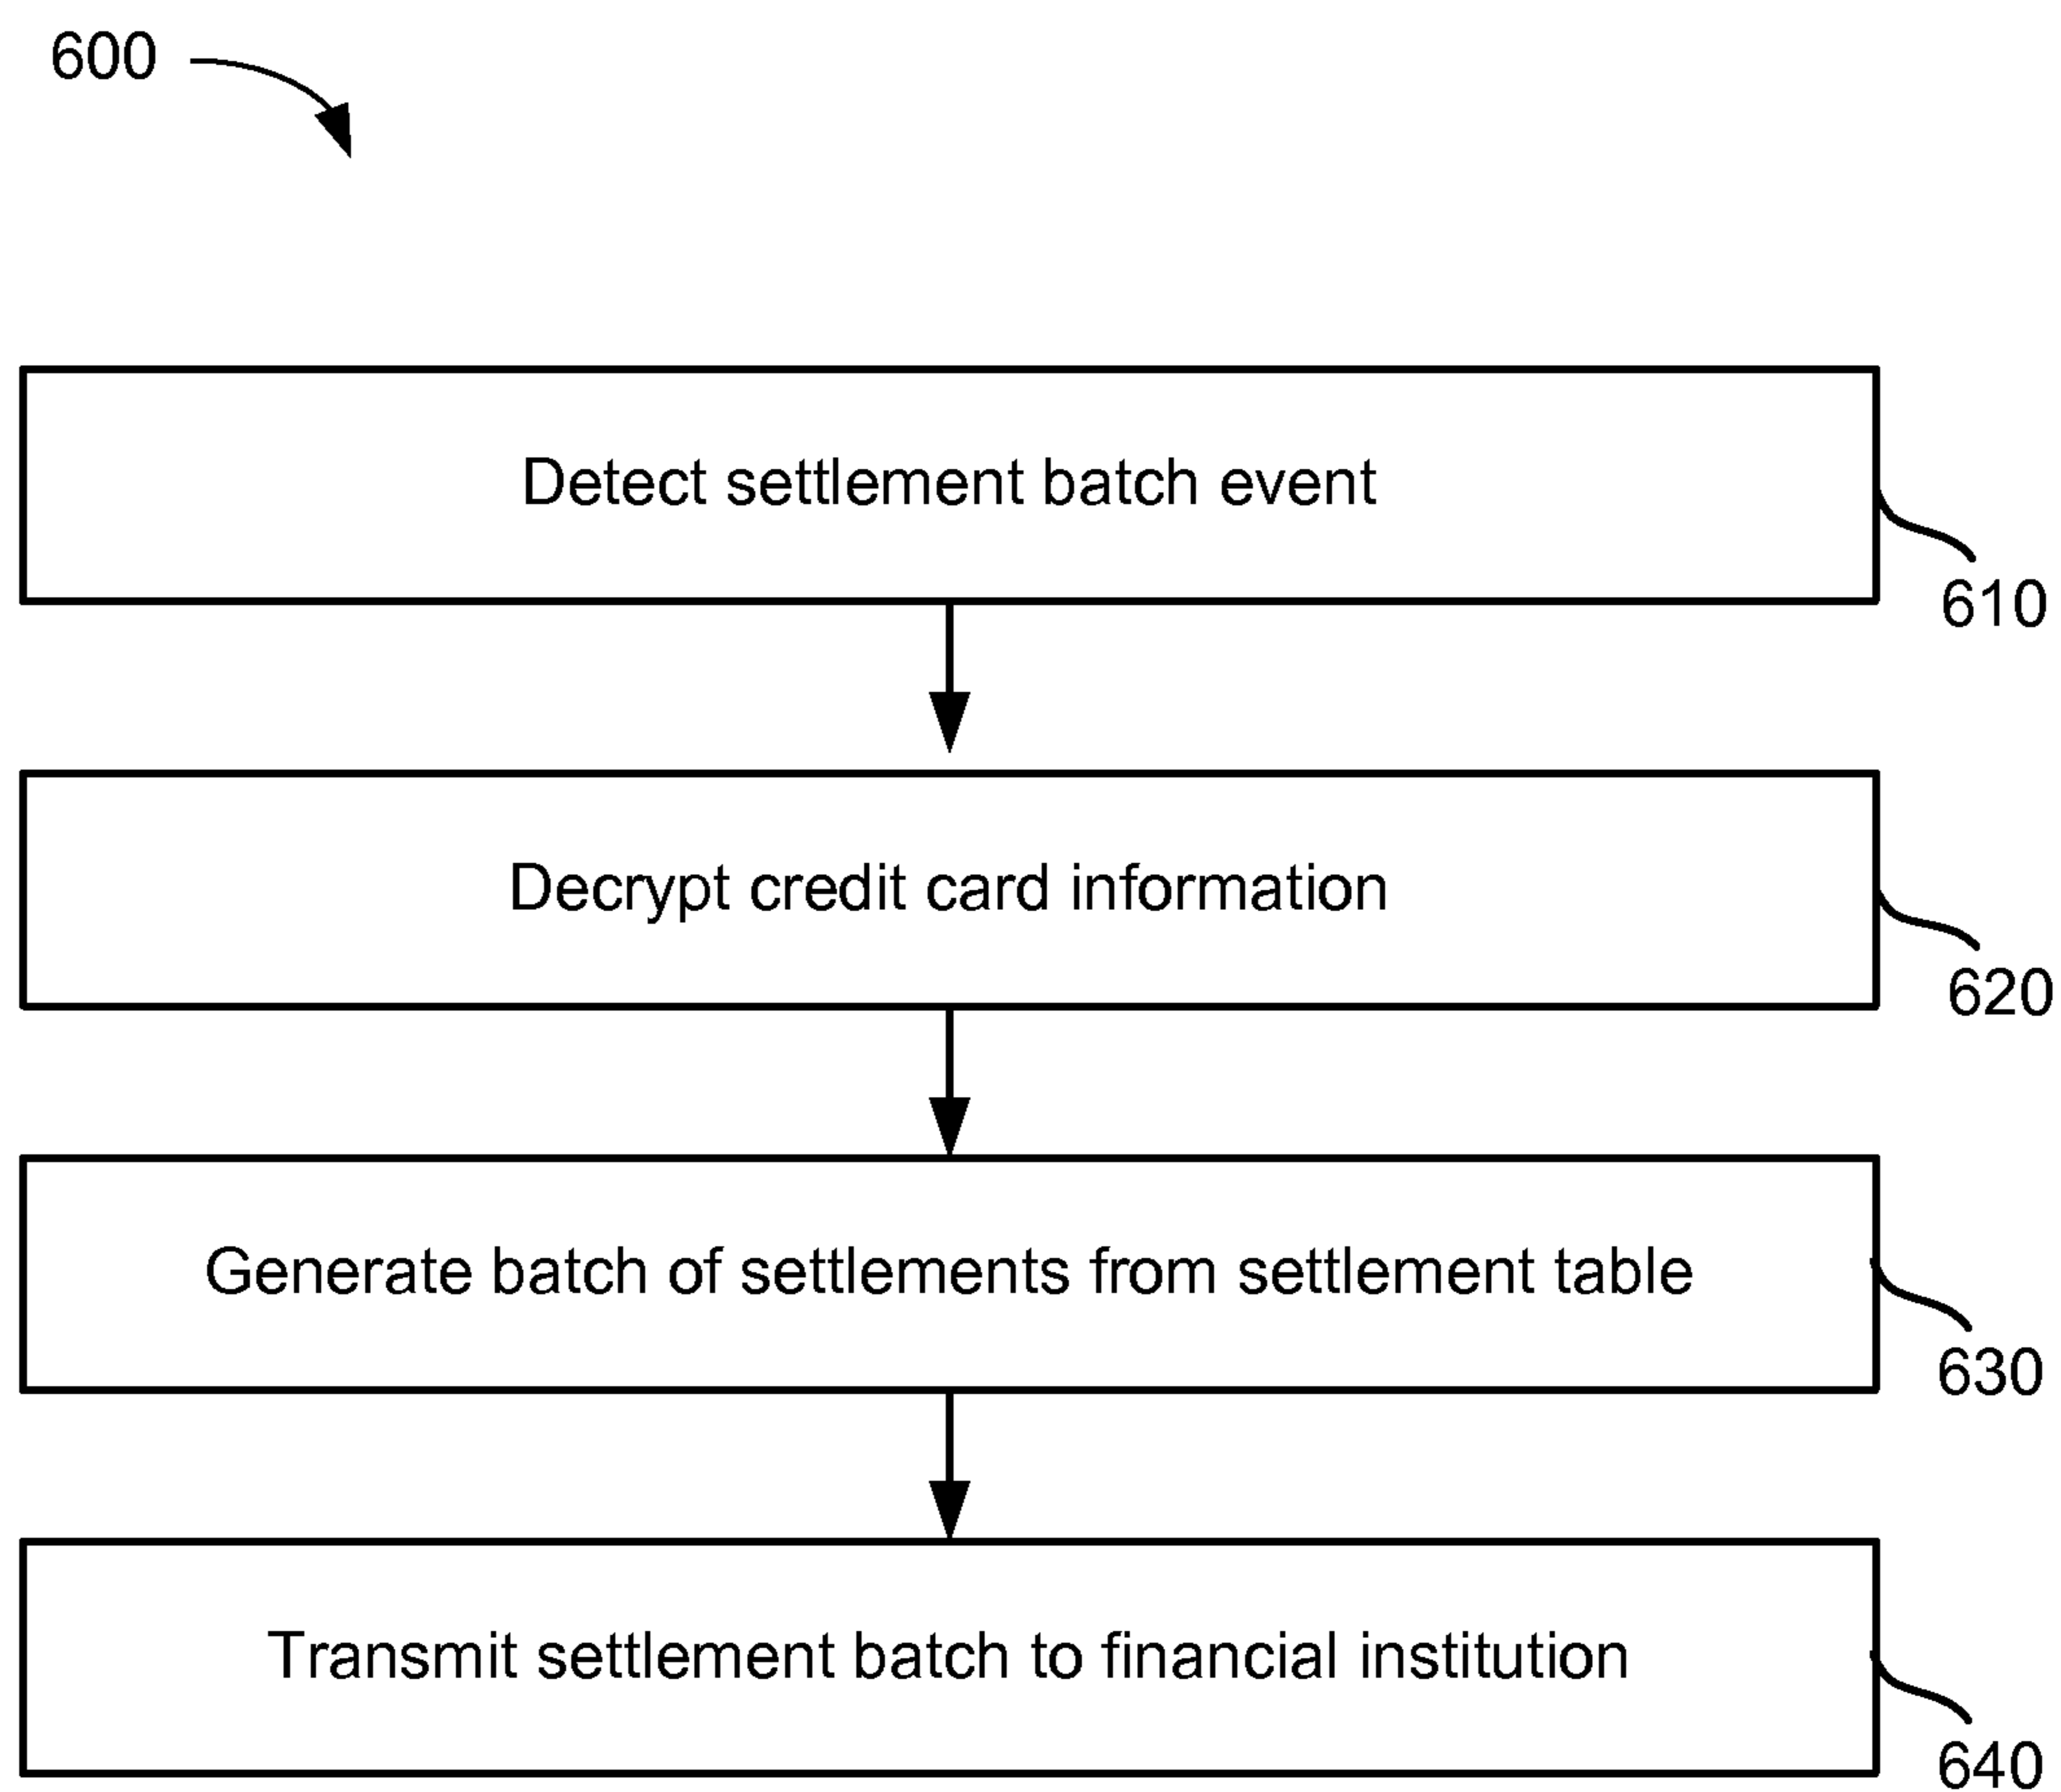 600
Detect settlement batch event
610
Decrypt credit card information
620
Generate batch of settlements from settlement table
630
Transmit settlement batch to financial institution
640